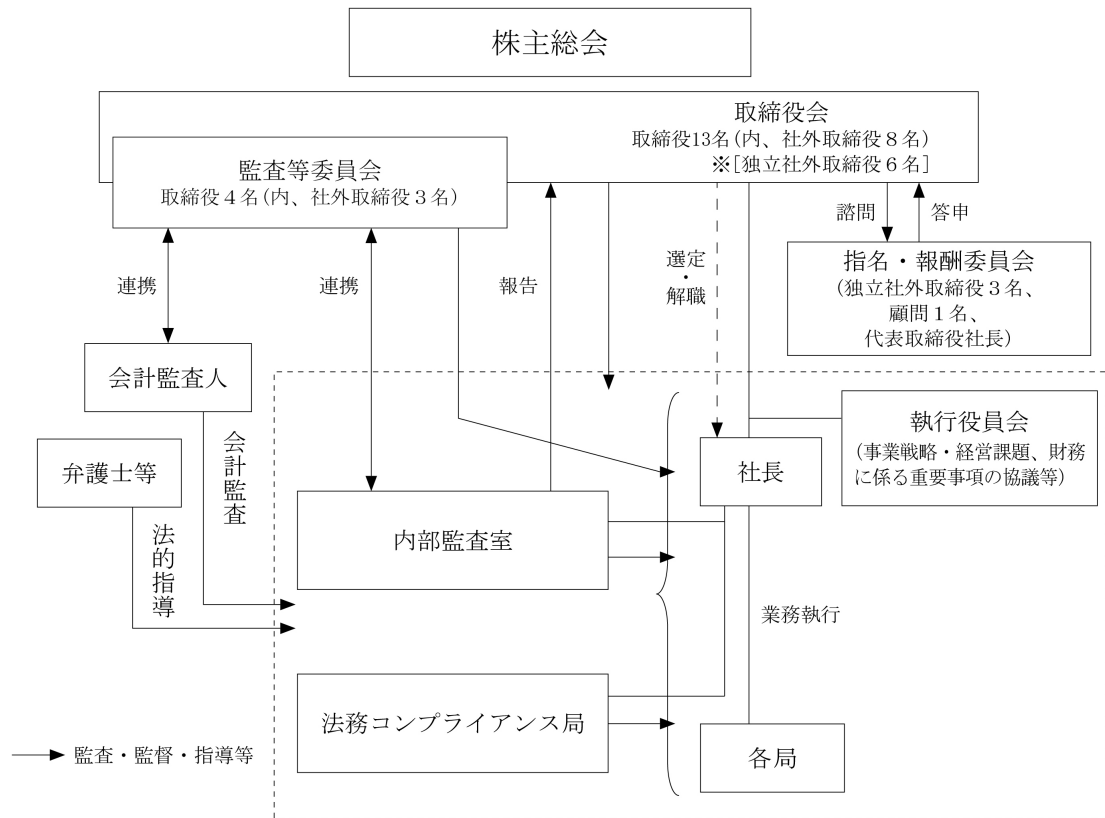 株主総会
取締役会
取締役13名（内、社外取締役８名）
※[独立社外取締役６名]
監査等委員会
取締役４名（内、社外取締役３名）
連携
連携
報告
選定・解職
諮問
答申
指名・報酬委員会
（独立社外取締役３名、
顧問１名、
代表取締役社長）
会計監査人
会計監査
弁護士等
法的指導
執行役員会
（事業戦略・経営課題、財務
に係る重要事項の協議等）
社長
内部監査室
業務執行
法務コンプライアンス局
各局
監査・監督・指導等